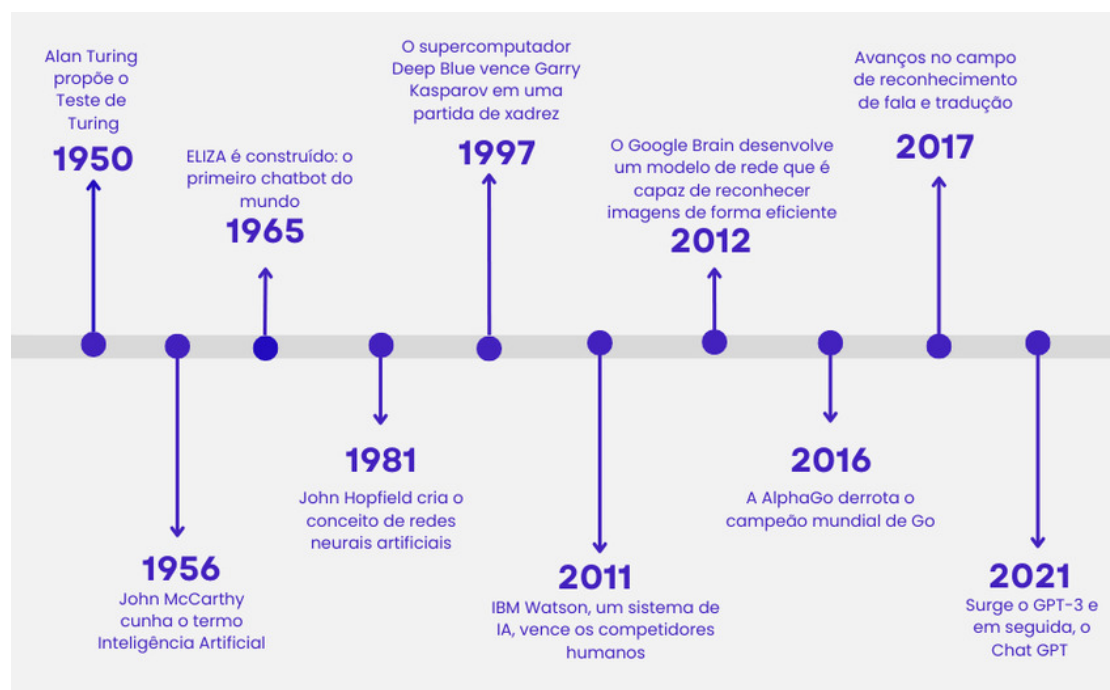 Alan Turing
propõe o
Teste de
Turing
1950
John McCarthy
cunha o termo
Inteligência Artificial
1956
ELIZA é construído: o
primeiro chatbot do
mundo
1965
1981
John Hopfield cria o
conceito de redes
neurais artificiais
O supercomputador
Deep Blue vence Garry
Kasparov em uma
partida de xadrez
1997
2011
IBM Watson, um sistema de
IA, vence os competidores
humanos
O Google Brain desenvolve
um modelo de rede que é
capaz de reconhecer
imagens de forma eficiente
2012
2016
A AlphaGo derrota o
campeão mundial de Go
Avanços no campo
de reconhecimento
de fala e tradução
2017
2021
Surge o GPT-3 e
em seguida, o
Chat GPT